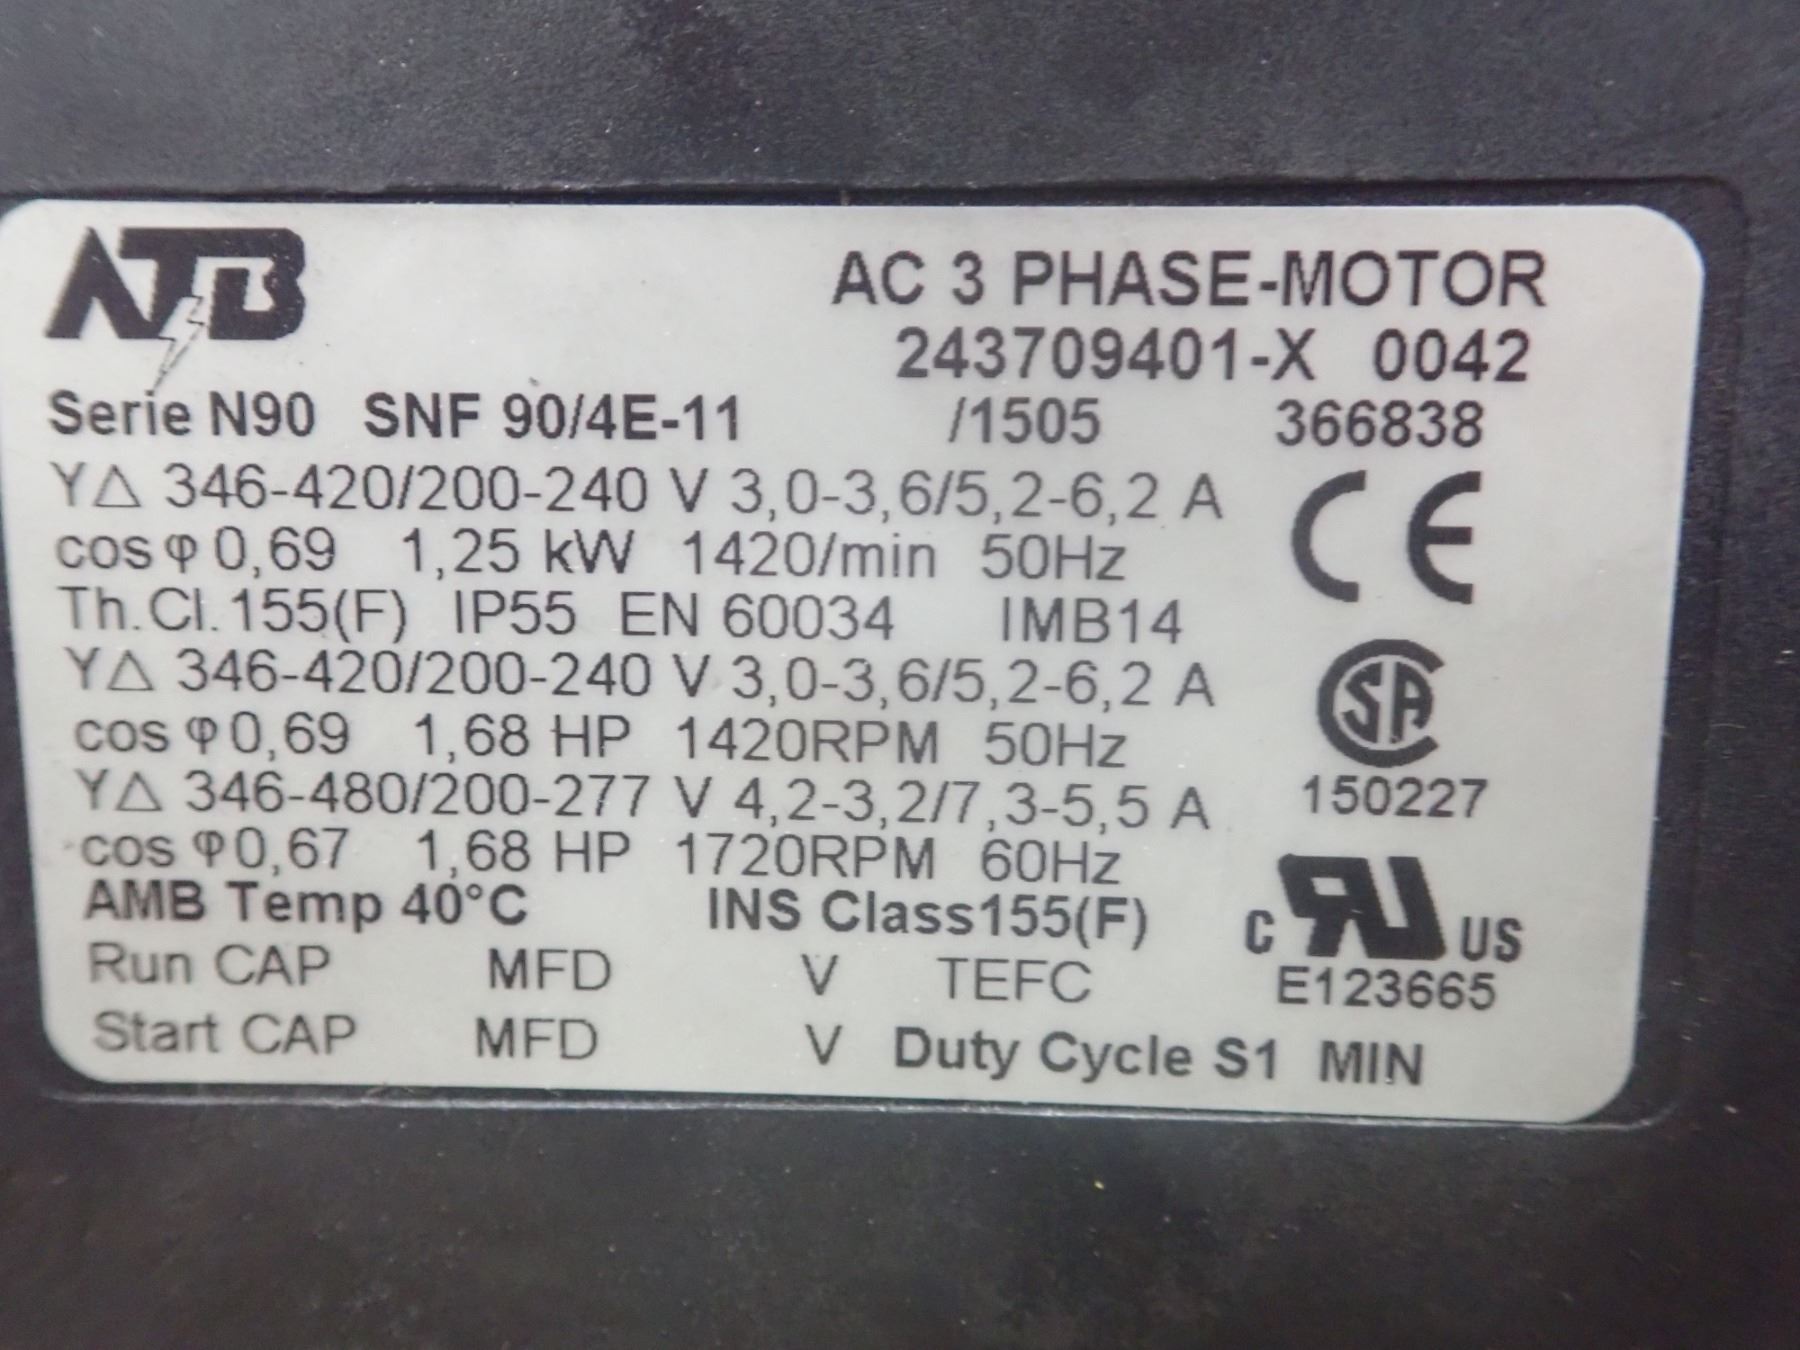 ATB
AC 3 PHASE-MOTOR
243709401-X 0042
Serie N90 SNF 90/4E-11 /1505 366838
Y△ 346-420/200-240 V 3,0-3,6/5,2-6,2 A
cos φ 0,69 1,25 kW 1420/min 50Hz
CE
Th.Cl. 155(F) IP55 EN 60034 IMB14
Y△ 346-420/200-240 V 3,0-3,6/5,2-6,2 A
SA
cos φ 0,69 1,68 HP 1420RPM 50Hz
Y△ 346-480/200-277 V 4,2-3,2/7,3-5,5 A
150227
cos φ 0,67 1,68 HP 1720RPM 60Hz
AMB Temp 40°C INS Class155(F)
C RU US
Run CAP MFD V TEFC
E123665
Start CAP MFD V Duty Cycle S1 MIN